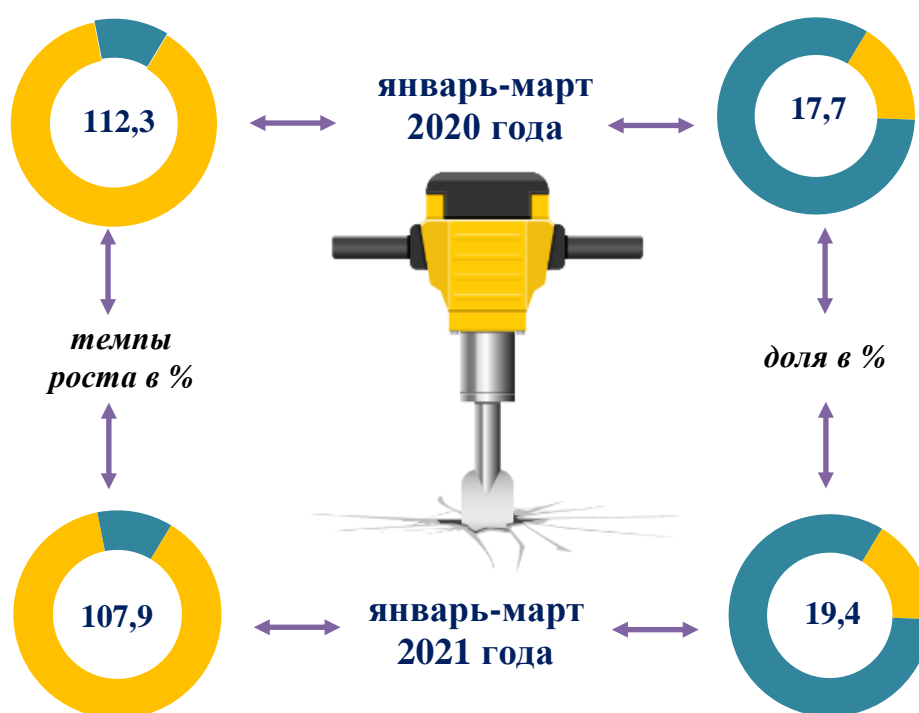 112,3
январь-март
2020 года
17,7
темпы
роста в %
доля в %
107,9
январь-март
2021 года
19,4